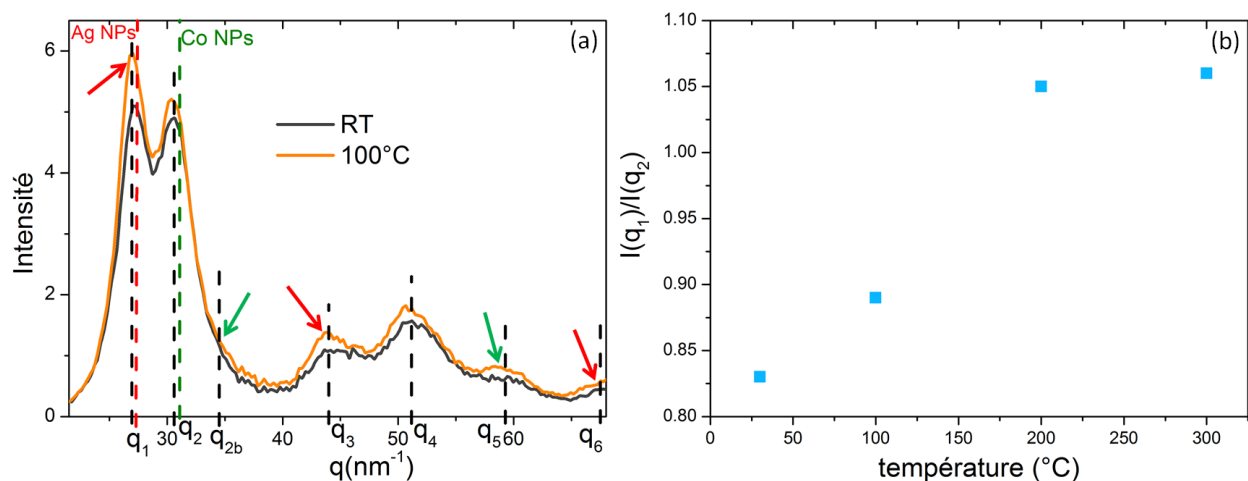 Ag NPs
Co NPs
(a)
Intensité
6
4
2
0
RT
100°C
30
40
50
60
q₁
q₂
q₂b
q₃
q₄
q₅
q₆
q(nm⁻¹)
(b)
I(q₁)/I(q₂)
1.10
1.05
1.00
0.95
0.90
0.85
0.80
0
50
100
150
200
250
300
température (°C)